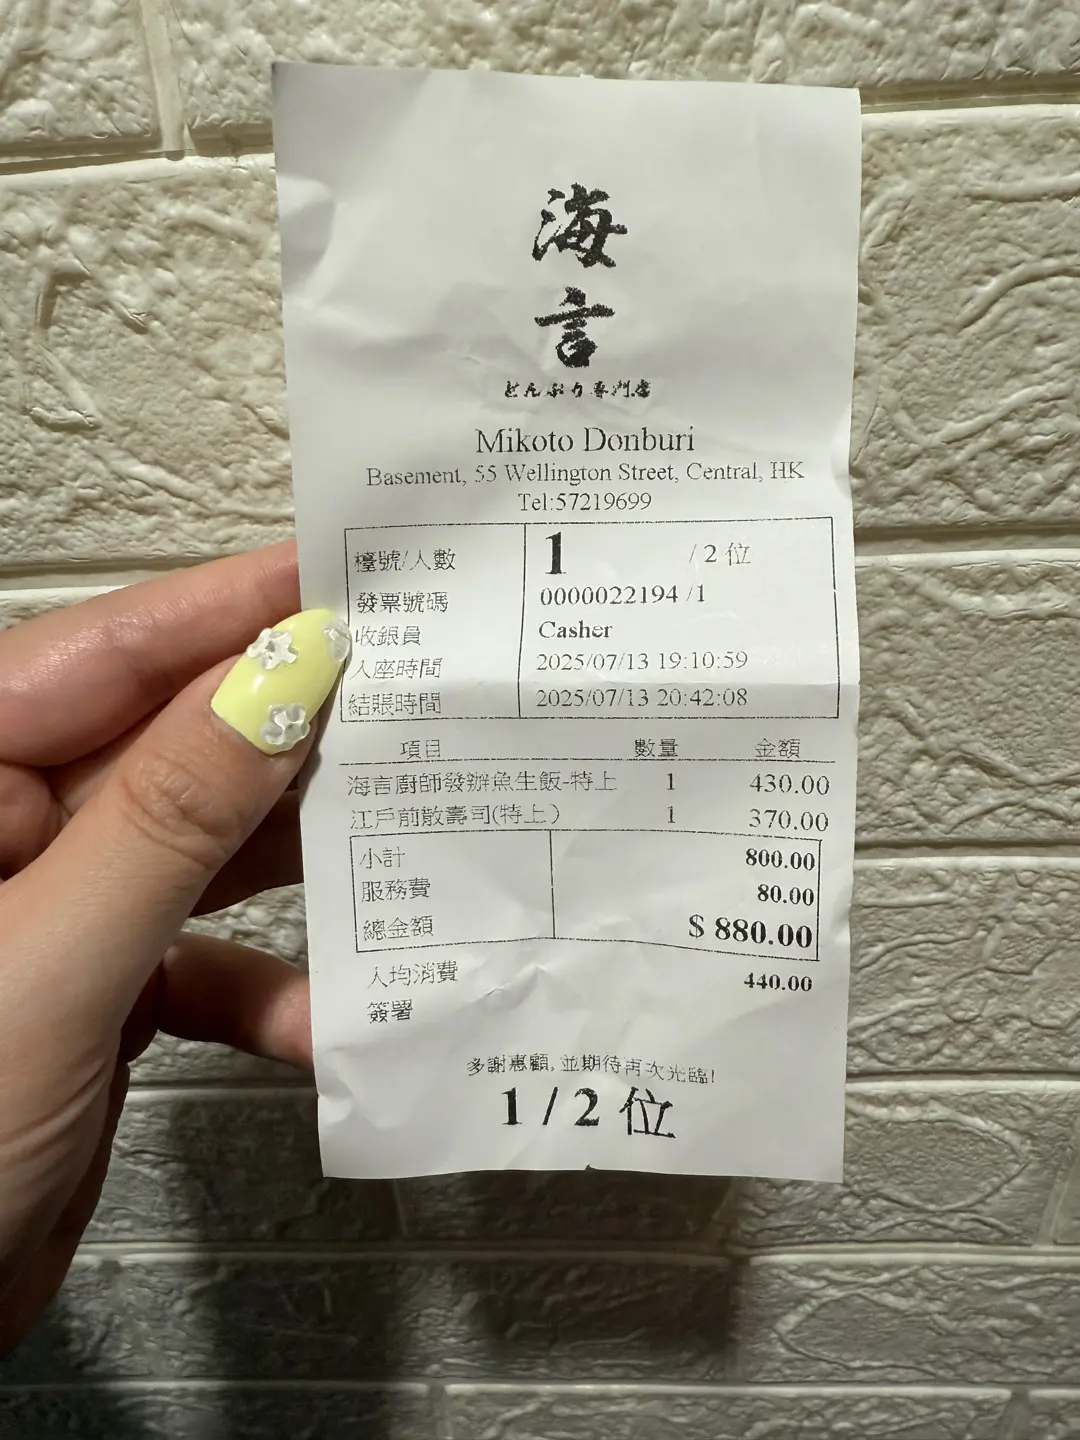 海
言
どんぶり専門店
Mikoto Donburi
Basement, 55 Wellington Street, Central, HK
Tel:57219699
檯號/人數 1 / 2 位
發票號碼 0000022194 /1
收銀員 Casher
入座時間 2025/07/13 19:10:59
結賬時間 2025/07/13 20:42:08
項目 數量 金額
海言廚師發辦魚生飯-特上 1 430.00
江戶前散壽司(特上) 1 370.00
小計 800.00
服務費 80.00
總金額 $ 880.00
人均消費 440.00
簽署
多謝惠顧, 並期待再次光臨!
1 / 2 位